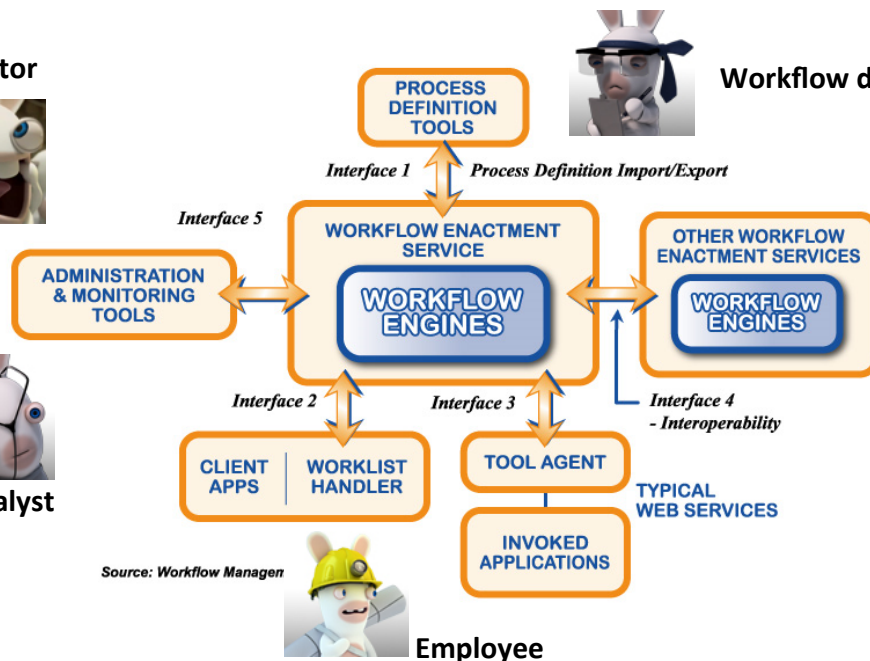 tor
Workflow d
PROCESS
DEFINITION
TOOLS
Interface 1
Process Definition Import/Export
Interface 5
WORKFLOW ENACTMENT
SERVICE
WORKFLOW
ENGINES
OTHER WORKFLOW
ENACTMENT SERVICES
WORKFLOW
ENGINES
ADMINISTRATION
& MONITORING
TOOLS
Interface 2
Interface 3
Interface 4
- Interoperability
CLIENT
APPS
WORKLIST
HANDLER
TOOL AGENT
TYPICAL
WEB SERVICES
INVOKED
APPLICATIONS
alyst
Source: Workflow Managem
Employee